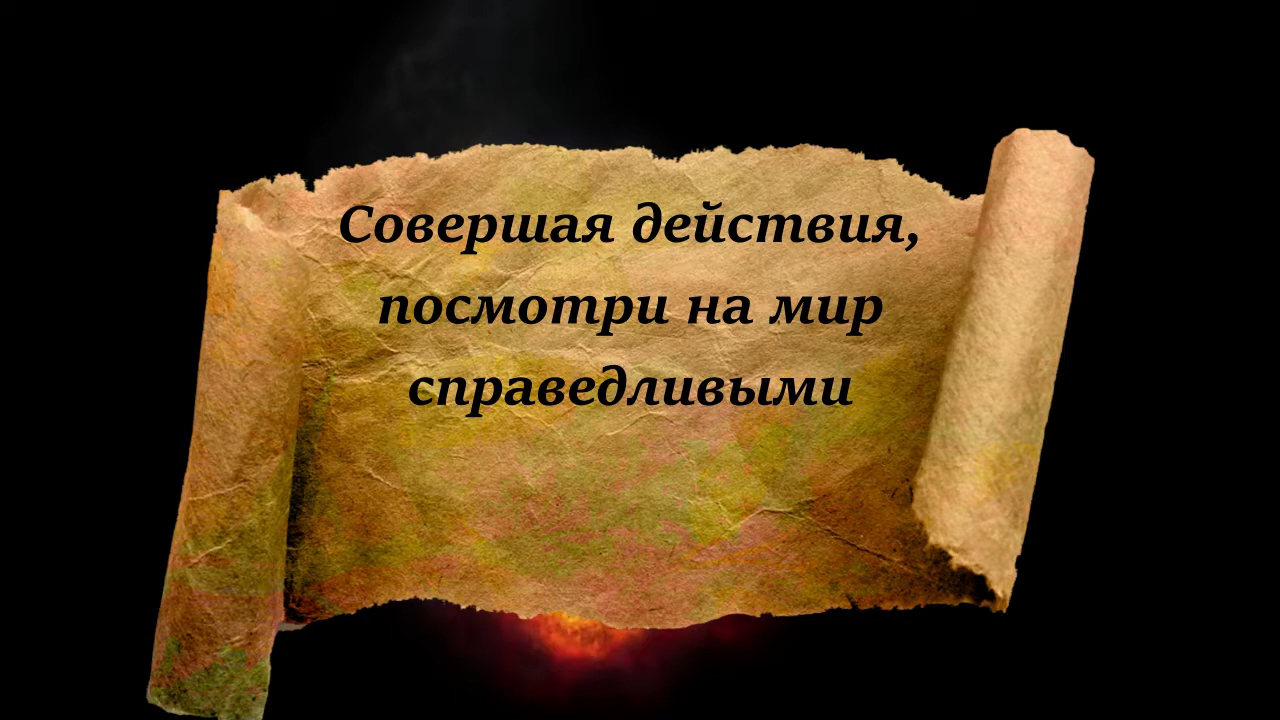 Совершая действия,
посмотри на мир
справедливыми